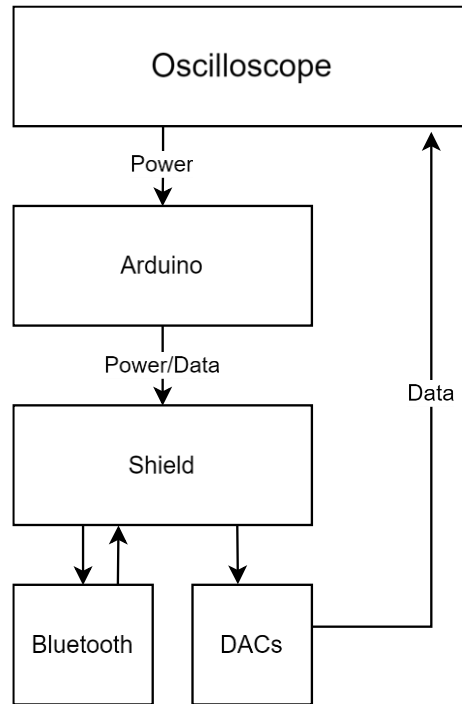 Oscilloscope
Power
Arduino
Power/Data
Data
Shield
Bluetooth
DACs